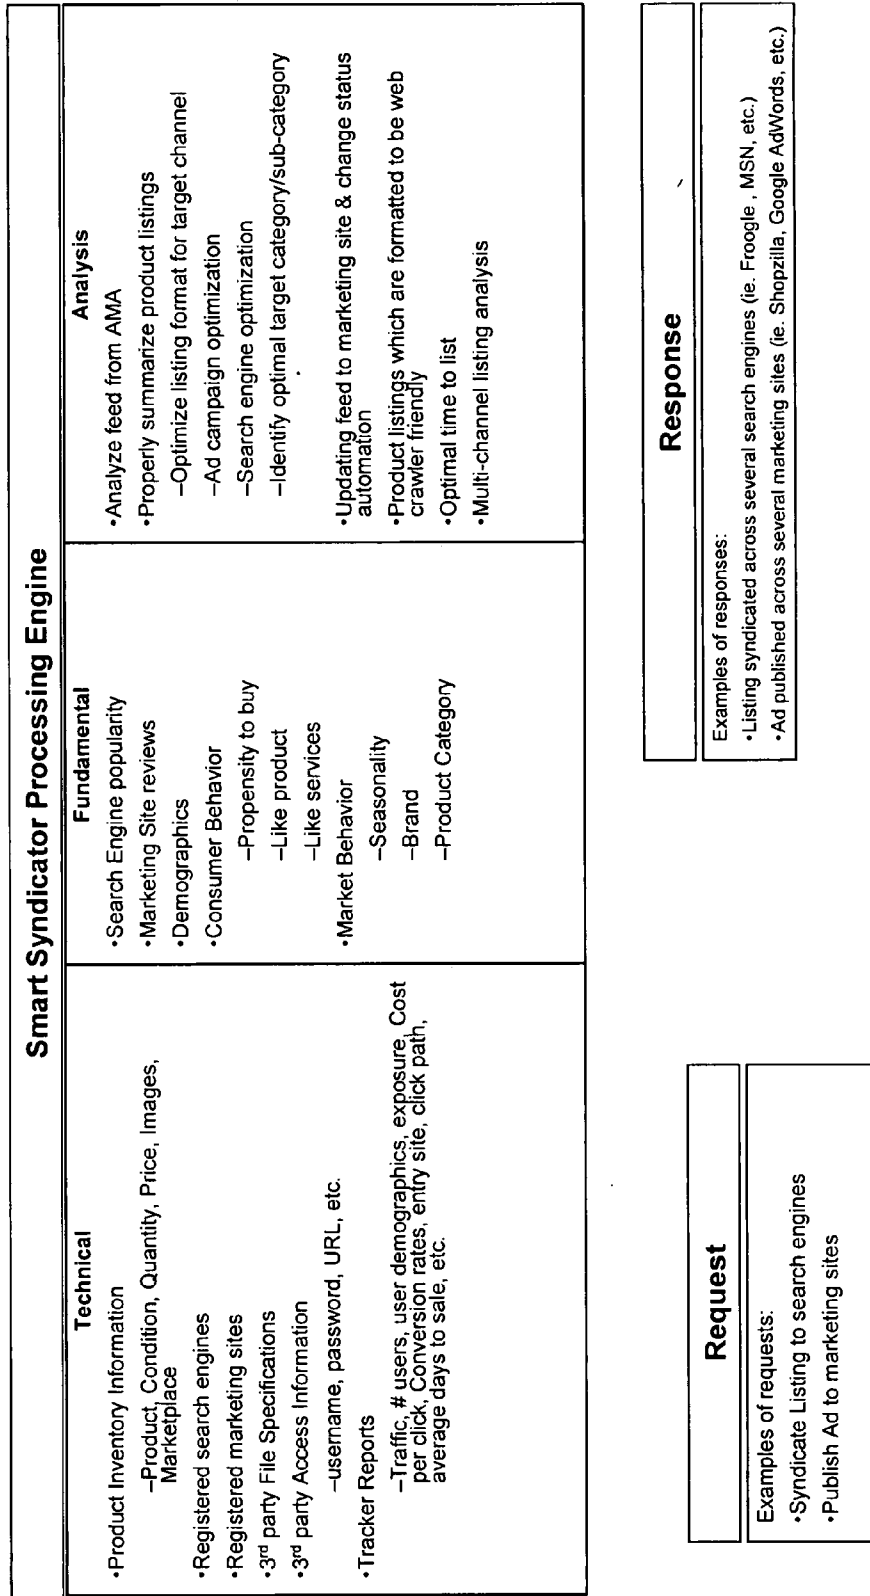 Smart Syndicator Processing Engine
Technical
•Product Inventory Information
–Product, Condition, Quantity, Price, Images,
Marketplace
•Registered search engines
•Registered marketing sites
•3rd party File Specifications
•3rd party Access Information
–username, password, URL, etc.
•Tracker Reports
–Traffic, # users, user demographics, exposure, Cost
per click, Conversion rates, entry site, click path,
average days to sale, etc.
Fundamental
•Search Engine popularity
•Marketing Site reviews
•Demographics
•Consumer Behavior
–Propensity to buy
–Like product
–Like services
•Market Behavior
–Seasonality
–Brand
–Product Category
Analysis
•Analyze feed from AMA
•Properly summarize product listings
–Optimize listing format for target channel
–Ad campaign optimization
–Search engine optimization
–Identify optimal target category/sub-category
•Updating feed to marketing site & change status
automation
•Product listings which are formatted to be web
crawler friendly
•Optimal time to list
•Multi-channel listing analysis
Request
Examples of requests:
•Syndicate Listing to search engines
•Publish Ad to marketing sites
Response
Examples of responses:
•Listing syndicated across several search engines (ie. Froogle , MSN, etc.)
•Ad published across several marketing sites (ie. Shopzilla, Google AdWords, etc.)